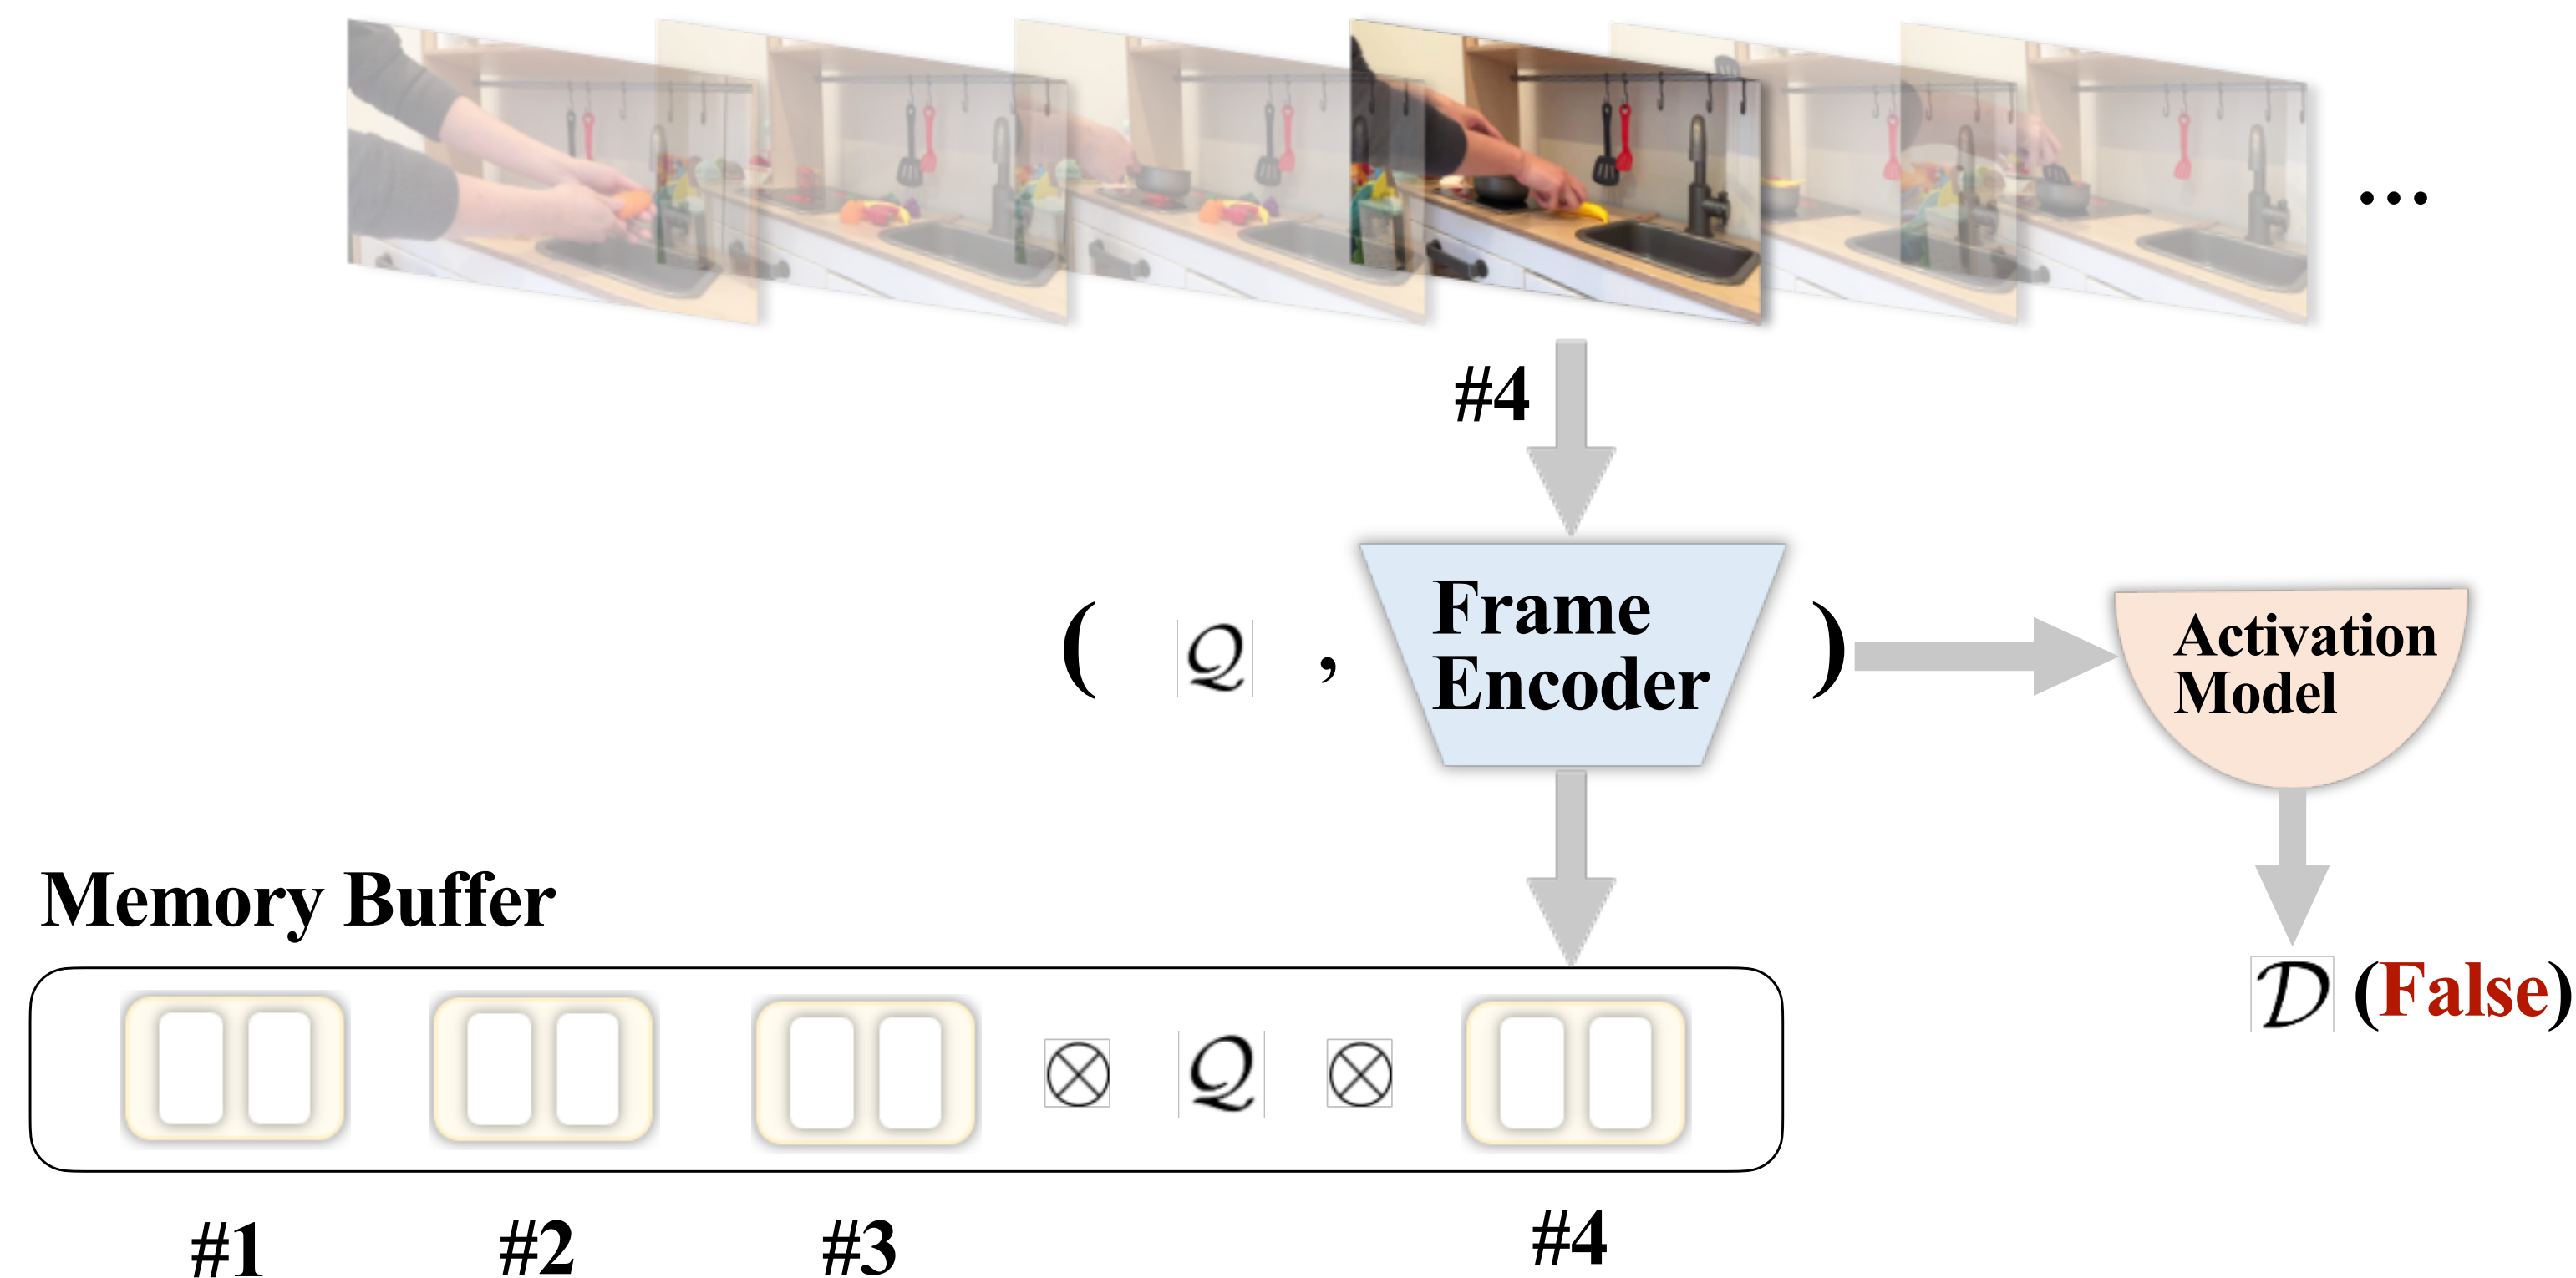 ...
#4
( Q , Frame Encoder )
Activation Model
Memory Buffer
D (False)
⊗ Q ⊗
#1 #2 #3 #4